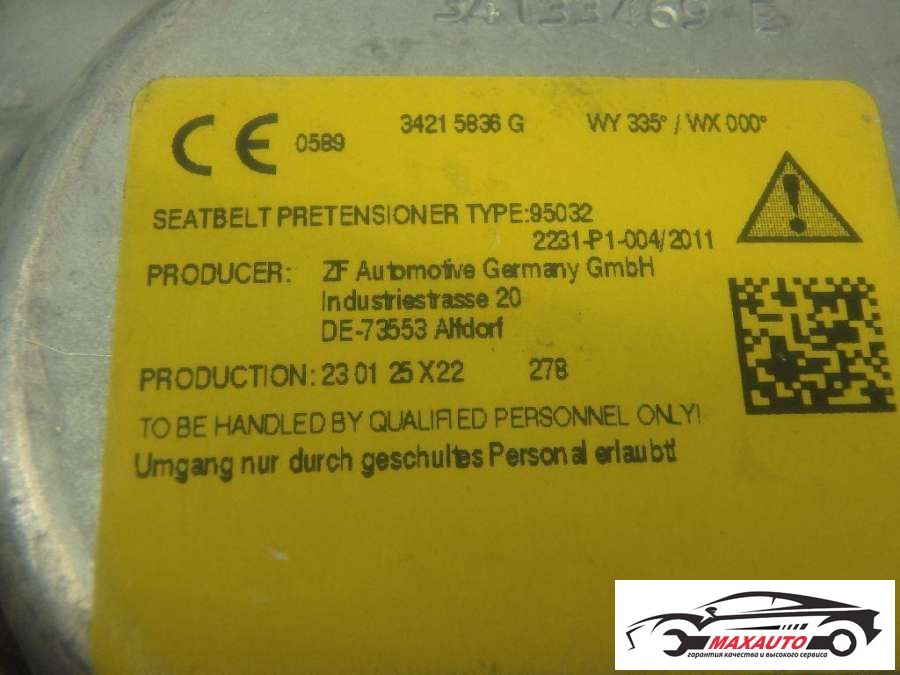 34133469-E
CE 0589 34215836 G WY 335° / WX 000°
SEATBELT PRETENSIONER TYPE:95032
2231-P1-004/2011
PRODUCER: ZF Automotive Germany GmbH
Industriestrasse 20
DE-73553 Alfdorf
PRODUCTION: 23 01 25 X22 278
TO BE HANDLED BY QUALIFIED PERSONNEL ONLY!
Umgang nur durch geschultes Personal erlaubt!
MAXAUTO
гарантия качества и высокого сервиса